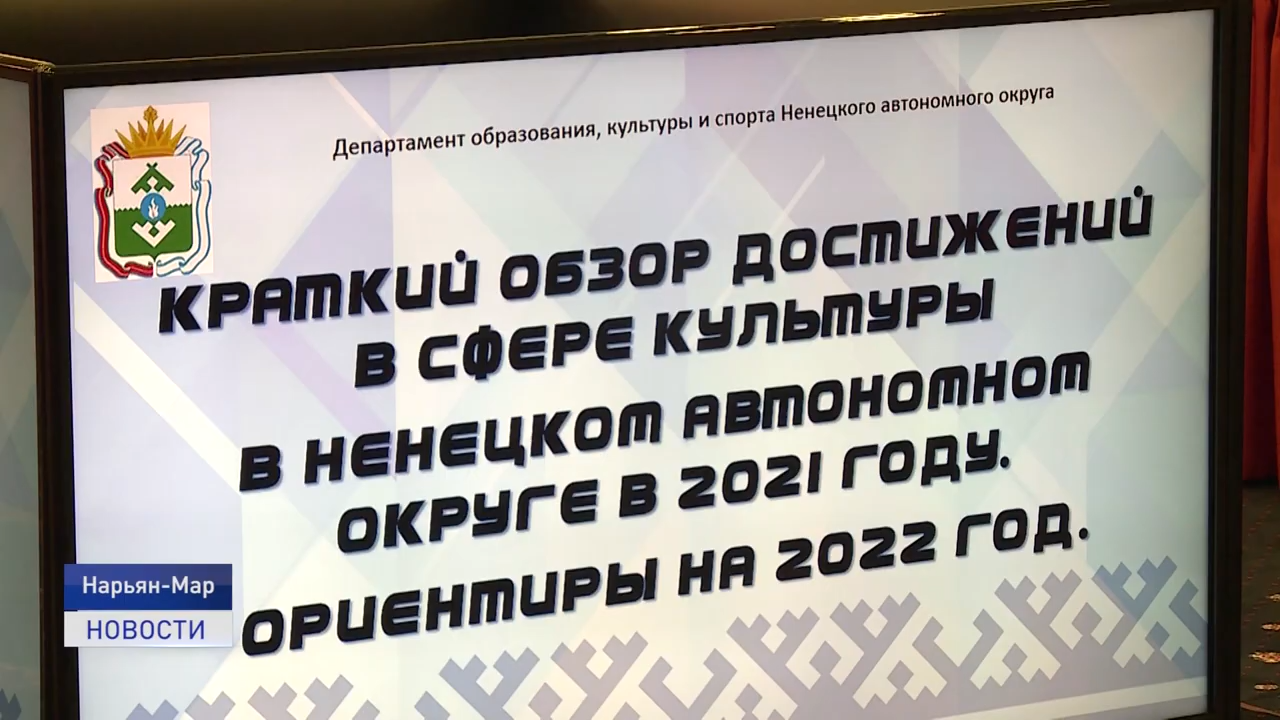 Департамент образования, культуры и спорта Ненецкого автономного округа
КРАТКИЙ ОБЗОР ДОСТИЖЕНИЙ
В СФЕРЕ КУЛЬТУРЫ
В НЕНЕЦКОМ АВТОНОМНОМ
ОКРУГЕ В 2021 ГОДУ.
ОРИЕНТИРЫ НА 2022 ГОД.
Нарьян-Мар
НОВОСТИ